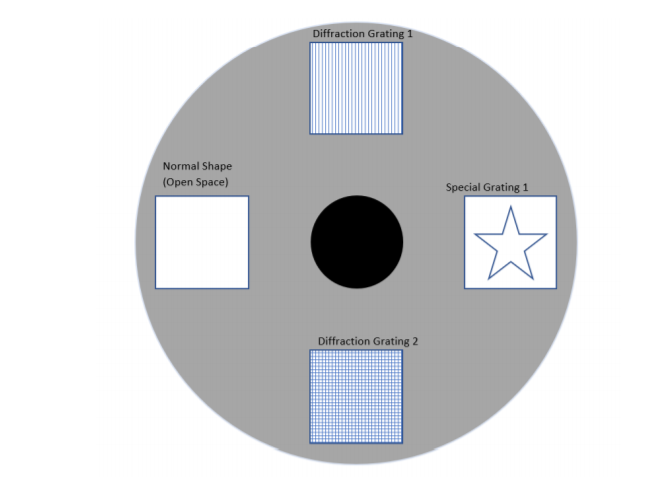 Diffraction Grating 1
Normal Shape
(Open Space)
Special Grating 1
Diffraction Grating 2